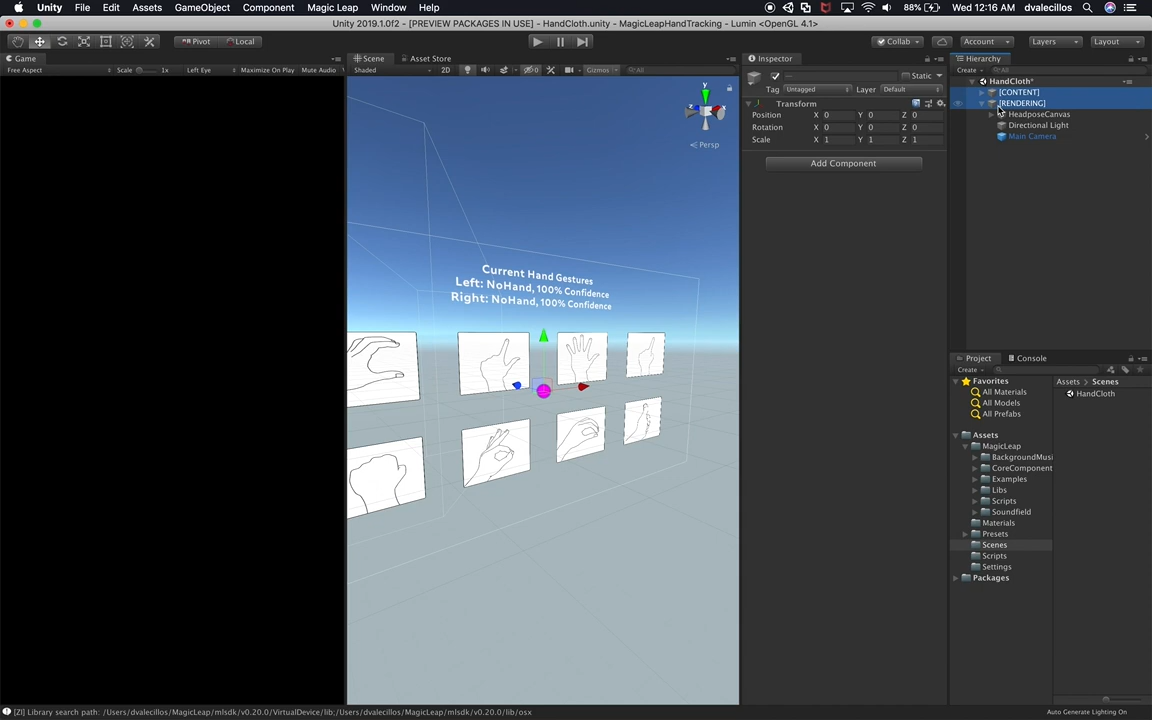 Unity File Edit Assets GameObject Component Magic Leap Window Help 88% Wed 12:16 AM dvalecillos
Unity 2019.1.0f2 - [PREVIEW PACKAGES IN USE] - HandCloth.unity - MagicLeapHandTracking - Lumin <OpenGL 4.1>
Pivot Local Collab Account Layers Layout
Game Scene Asset Store Inspector Hierarchy
Free Aspect Scale 1x Left Eye Maximize On Play Mute Audio Shaded 2D Gizmos All Create All
HandCloth*
[CONTENT]
[RENDERING]
HeadposeCanvas
Directional Light
Main Camera
--- Static
Tag Untagged Layer Default
Transform
Position X 0 Y 0 Z 0
Rotation X 0 Y 0 Z 0
Scale X 1 Y 1 Z 1
Add Component
y
z
x
Persp
Current Hand Gestures
Left: NoHand, 100% Confidence
Right: NoHand, 100% Confidence
Project Console
Create
Favorites
All Materials
All Models
All Prefabs
Assets
MagicLeap
BackgroundMusi
CoreComponent
Examples
Libs
Scripts
Soundfield
Materials
Presets
Scenes
Scripts
Settings
Packages
Assets Scenes
HandCloth
[ZI] Library search path: /Users/dvalecillos/MagicLeap/mlsdk/v0.20.0/VirtualDevice/lib;/Users/dvalecillos/MagicLeap/mlsdk/v0.20.0/lib/osx
Auto Generate Lighting On